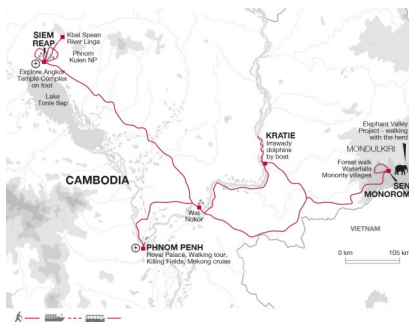 SIEM
REAP
Kbal Spean
River Linga
Phnom
Kulen NP
Explore Angkor
Temple Complex
on foot
Lake
Tonle Sap
CAMBODIA
KRATIE
Irrawady
dolphins
by boat
Elephant Valley
Project - walking
with the herd
MONDULKIRI
Forest walk
Waterfalls
Monority villages
SEN
MONOROM
Wat
Nokor
PHNOM PENH
Royal Palace, Walking tour,
Killing Fields, Mekong cruise
VIETNAM
0 km
105 km